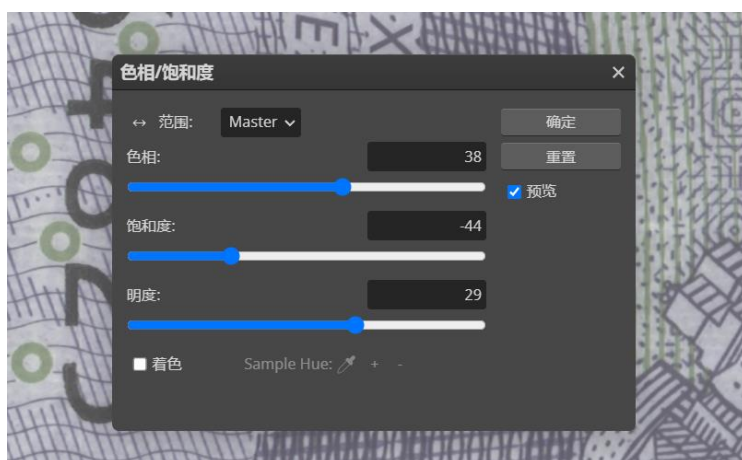 色相/饱和度 ×
↔ 范围: Master 确定
色相: 38 重置
预览
饱和度: -44
明度: 29
着色 Sample Hue: + -